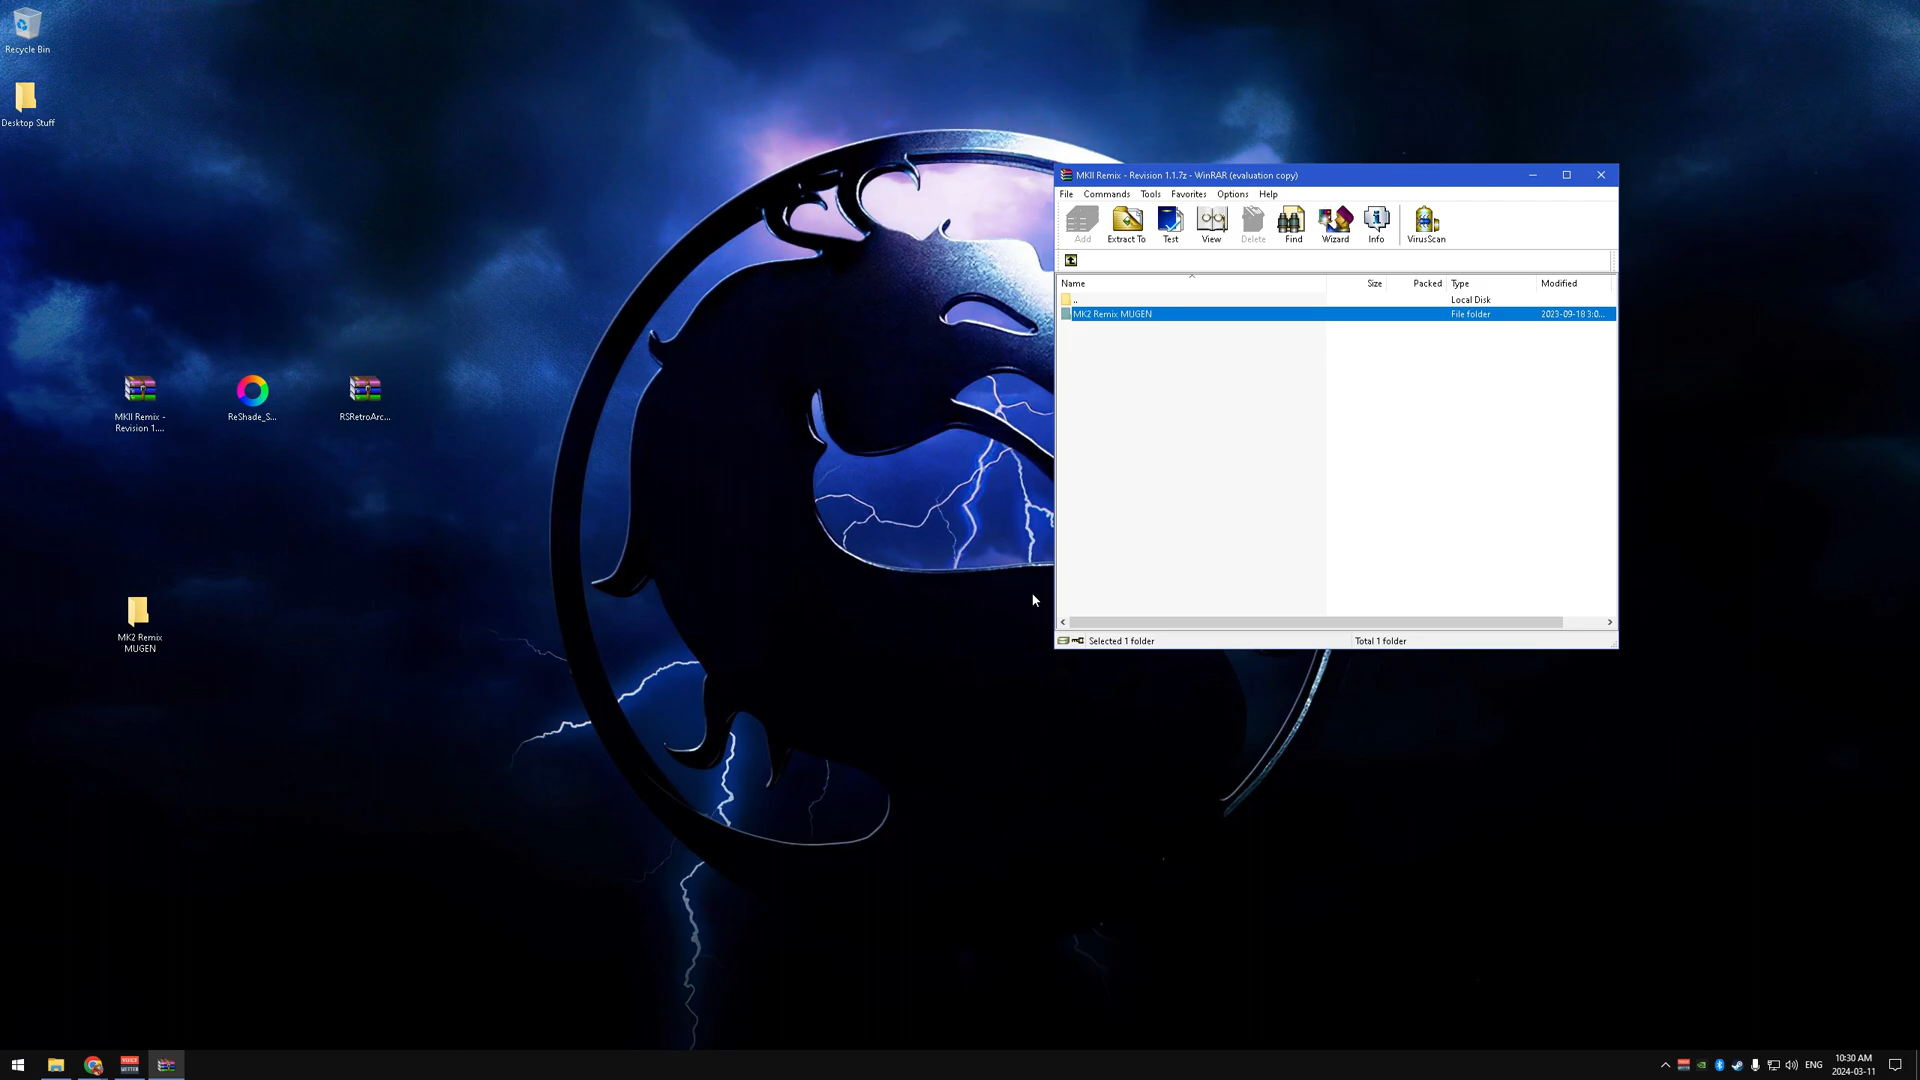 Recycle Bin
Desktop Stuff
MKII Remix -
Revision 1....
ReShade_S...
RSRetroArc...
MK2 Remix
MUGEN
MKII Remix - Revision 1.1.7z - WinRAR (evaluation copy)
File Commands Tools Favorites Options Help
Add Extract To Test View Delete Find Wizard Info VirusScan
Name Size Packed Type Modified
.. Local Disk
MK2 Remix MUGEN File folder 2023-09-18 3:0...
Selected 1 folder Total 1 folder
ENG
10:30 AM
2024-03-11